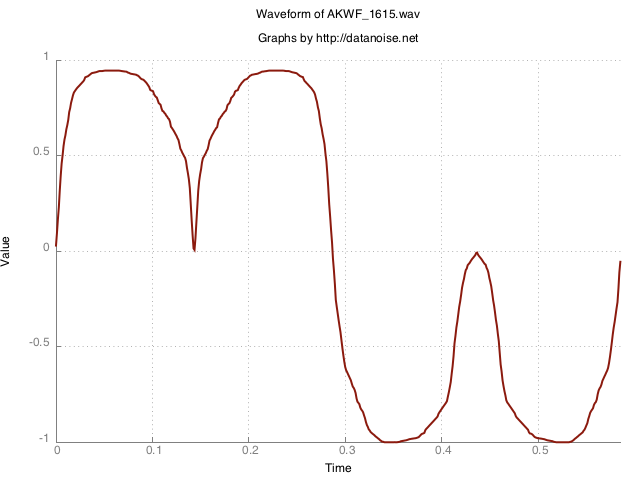 Waveform of AKWF_1615.wav
Graphs by http://datanoise.net
1
0.5
0
-0.5
-1
Value
0 0.1 0.2 0.3 0.4 0.5
Time